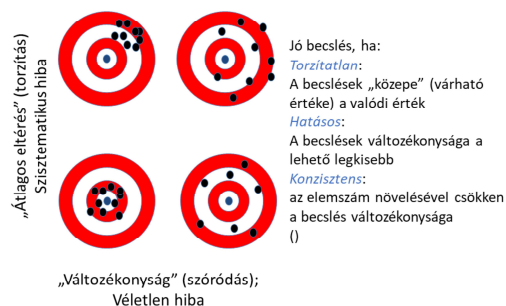 „Átlagos eltérés” (torzítás)
Szisztematikus hiba
Jó becslés, ha:
Torzítatlan:
A becslések „közepe” (várható
értéke) a valódi érték
Hatásos:
A becslések változékonysága a
lehető legkisebb
Konzisztens:
az elemszám növelésével csökken
a becslés változékonysága
()
„Változékonyság” (szóródás);
Véletlen hiba